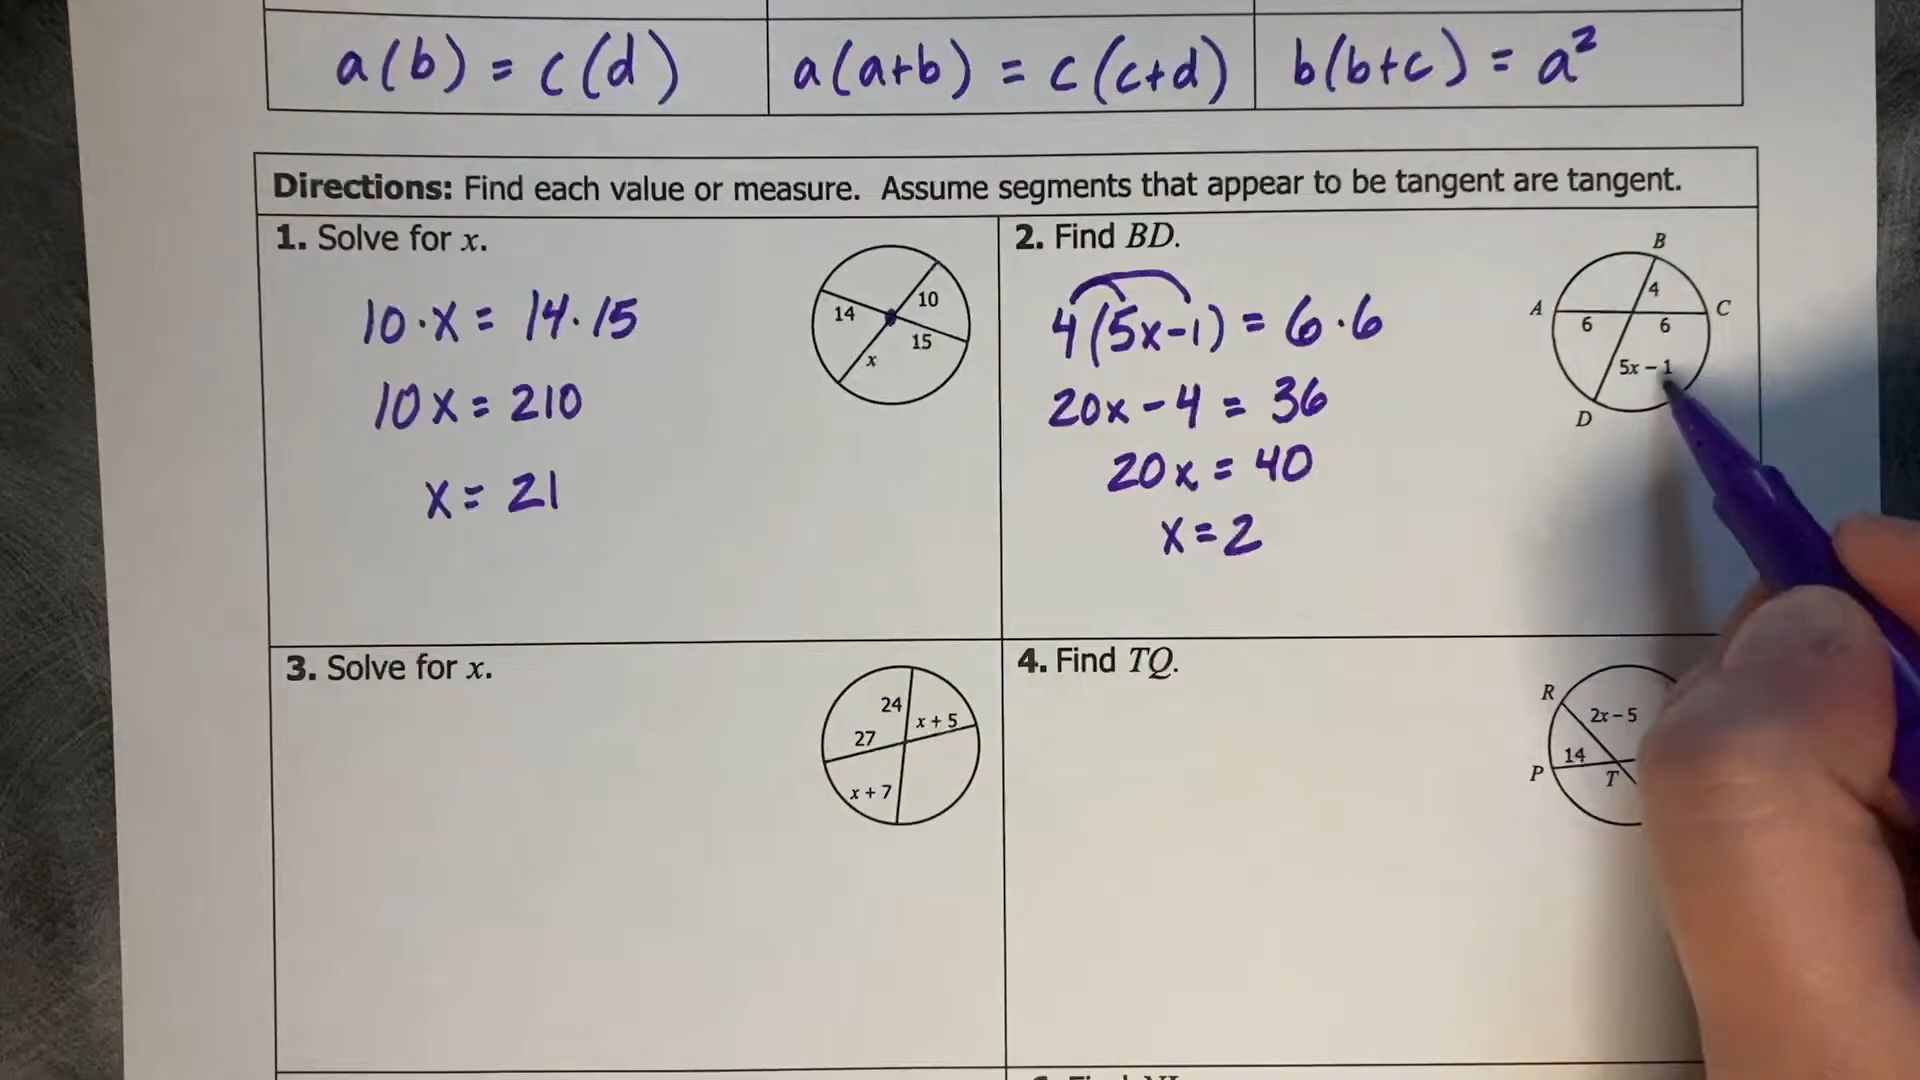 a(b) = c(d)
a(a+b) = c(c+d)
b(b+c) = a²
Directions: Find each value or measure. Assume segments that appear to be tangent are tangent.
1. Solve for x.
10·x = 14·15
10x = 210
x = 21
14
10
15
x
2. Find BD.
4(5x-1) = 6·6
20x - 4 = 36
20x = 40
x = 2
B
4
A
C
6
6
5x – 1
D
3. Solve for x.
24
x + 5
27
x + 7
4. Find TQ.
R
2x – 5
14
P
T